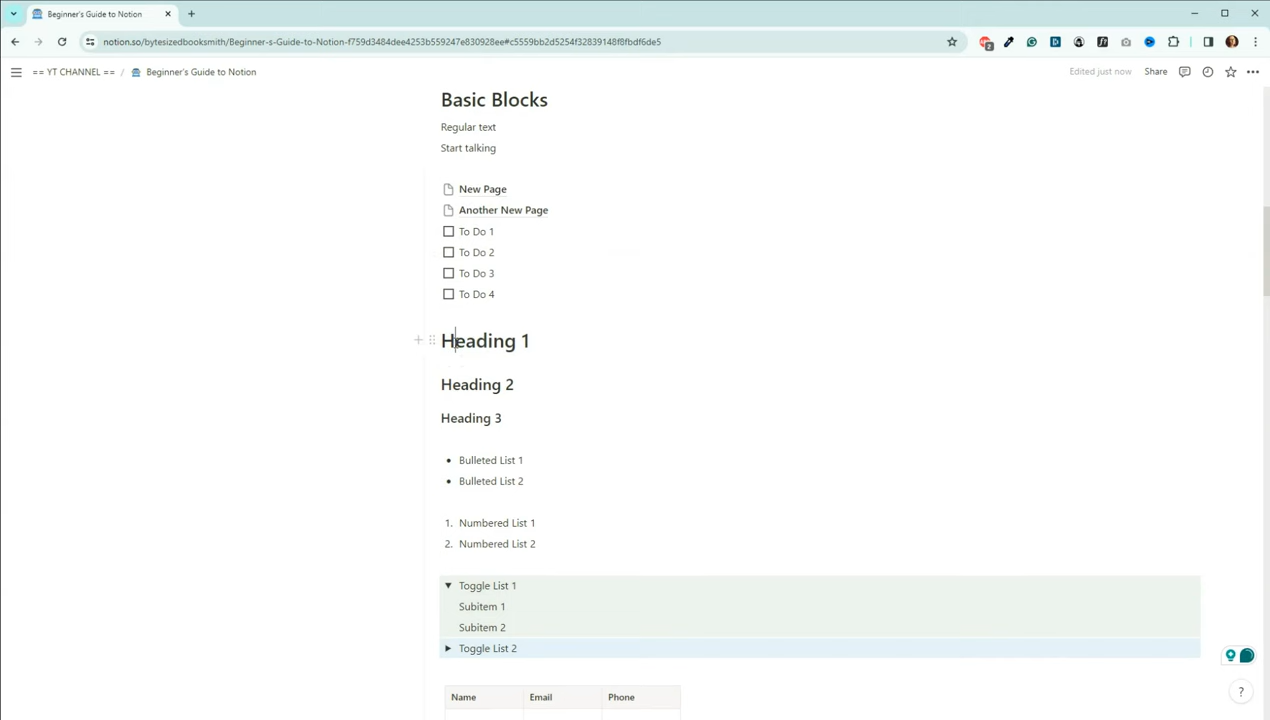 Beginner's Guide to Notion
notion.so/bytesizedbooksmith/Beginner-s-Guide-to-Notion-f759d3484dee4253b559247e830928ee#c5559bb2d5254f32839148f8fbdf6de5
2
== YT CHANNEL == / Beginner's Guide to Notion
Edited just now Share
Basic Blocks
Regular text
Start talking
New Page
Another New Page
To Do 1
To Do 2
To Do 3
To Do 4
Heading 1
Heading 2
Heading 3
• Bulleted List 1
• Bulleted List 2
1. Numbered List 1
2. Numbered List 2
Toggle List 1
Subitem 1
Subitem 2
Toggle List 2
Name Email Phone
?